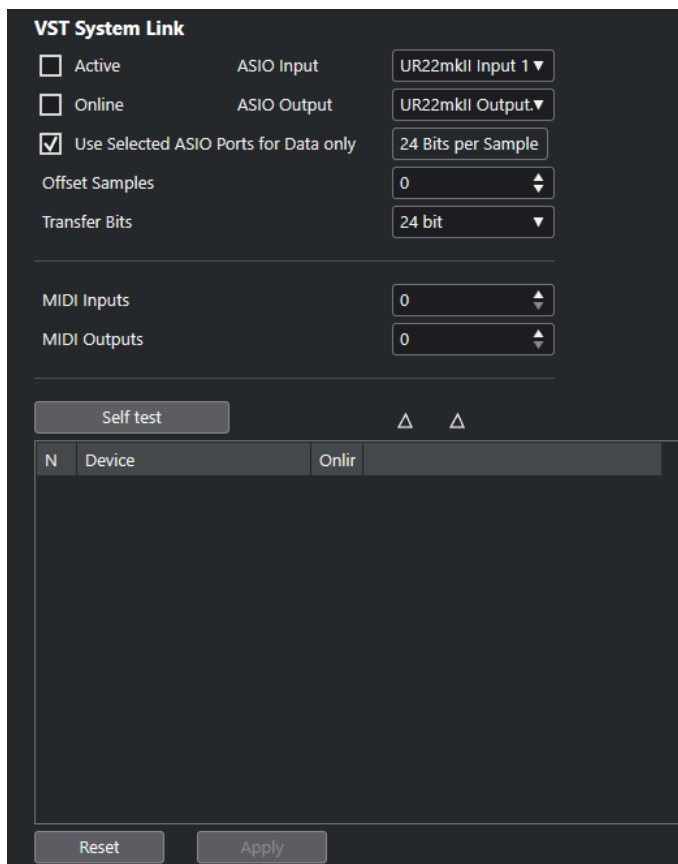 VST System Link
Active ASIO Input UR22mkII Input 1
Online ASIO Output UR22mkII Output.
Use Selected ASIO Ports for Data only 24 Bits per Sample
Offset Samples 0
Transfer Bits 24 bit
MIDI Inputs 0
MIDI Outputs 0
Self test
N Device Onlir
Reset Apply